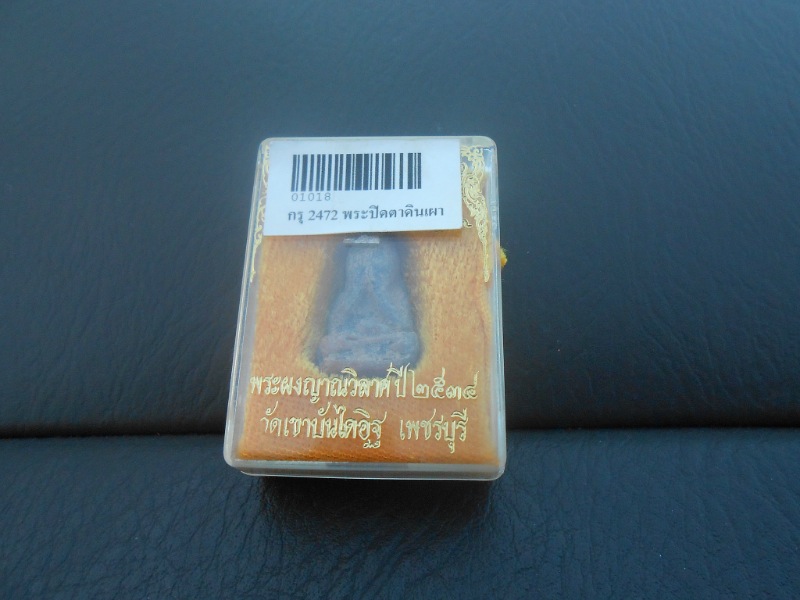 01018
กรุ 2472 พระปิดตาดินเผา
พระผงญาณวิลาศ ปี ๒๕๓๔
วัดเขาบันไดอิฐ เพชรบุรี